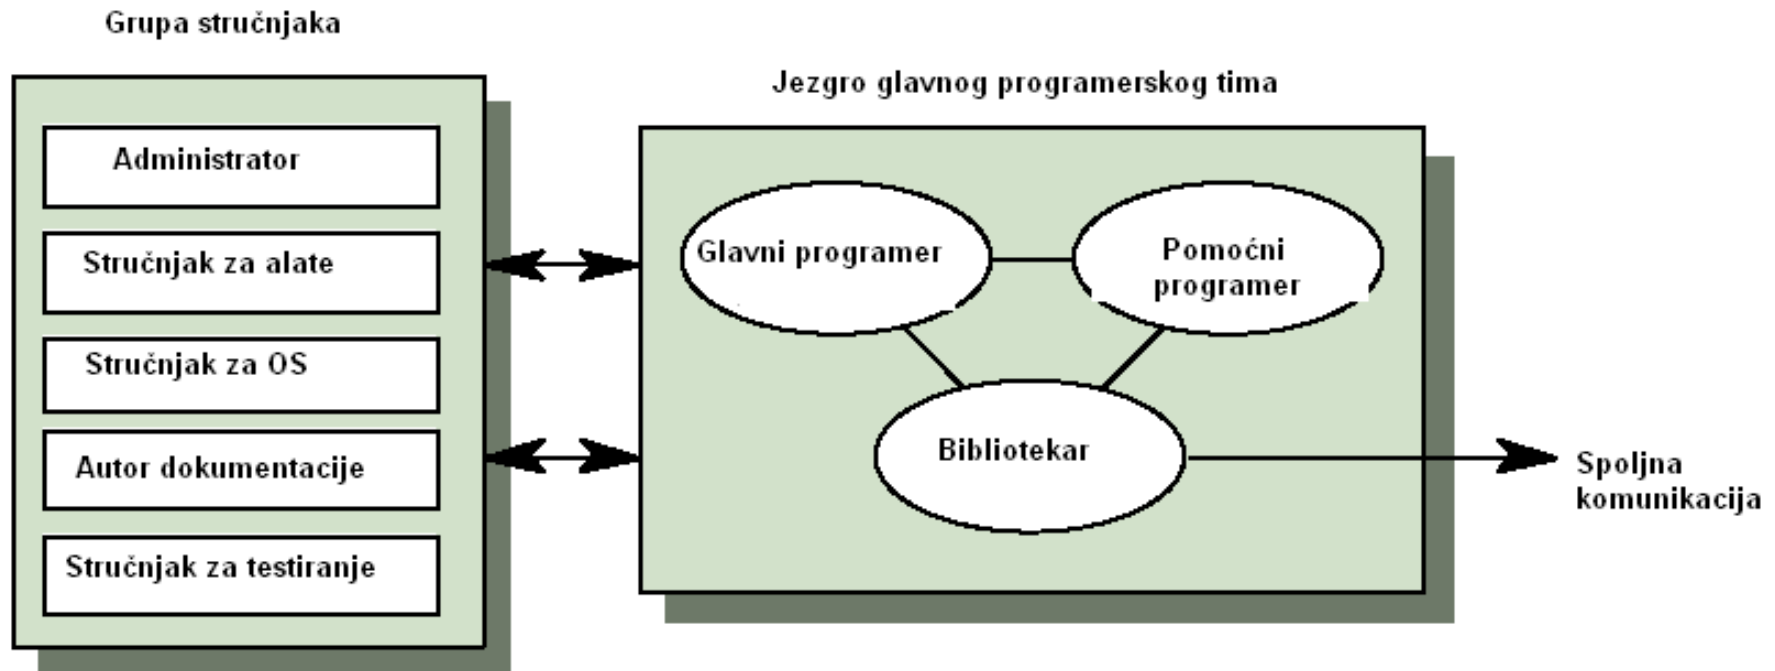 Grupa stručnjaka
Administrator
Stručnjak za alate
Stručnjak za OS
Autor dokumentacije
Stručnjak za testiranje
Jezgro glavnog programerskog tima
Glavni programer
Pomoćni
programer
Bibliotekar
Spoljna
komunikacija